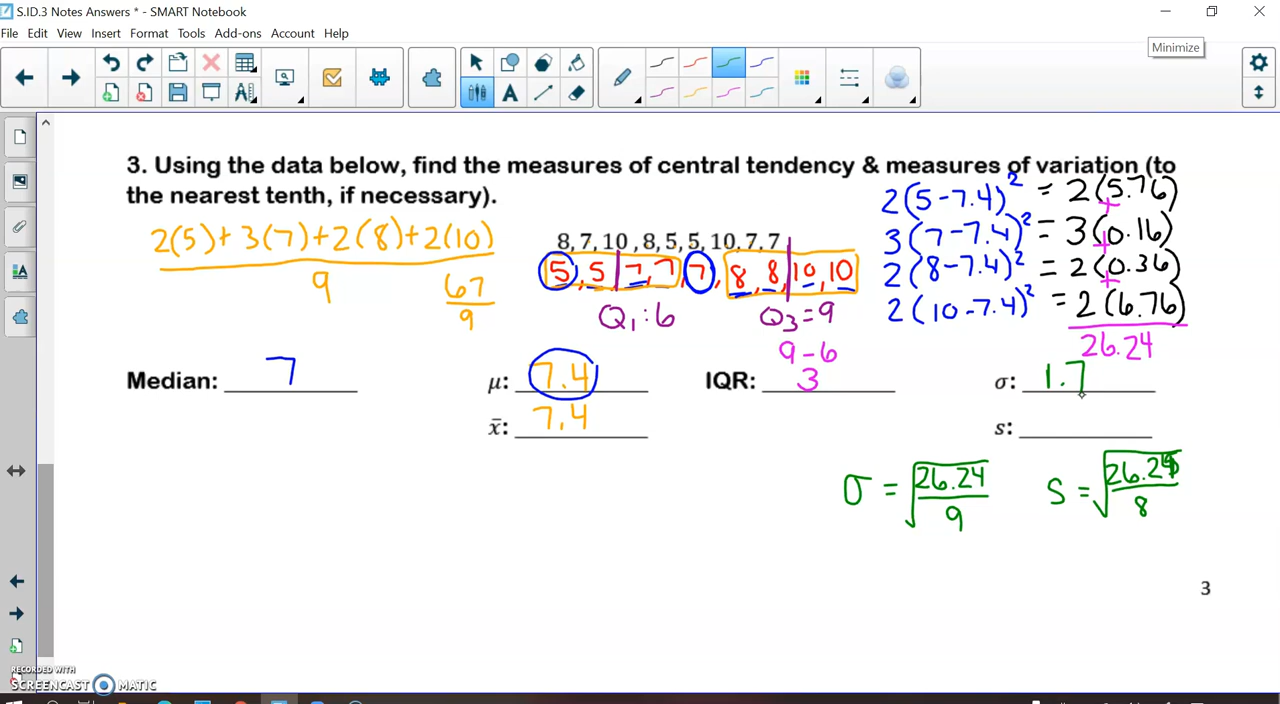 S.ID.3 Notes Answers * - SMART Notebook
File Edit View Insert Format Tools Add-ons Account Help
Minimize
3. Using the data below, find the measures of central tendency & measures of variation (to
the nearest tenth, if necessary).
2(5)+3(7)+2(8)+2(10)
9
67
9
8,7,10 ,8,5,5,10.7,7
5,5,7,7,7,8,8,10,10
Q₁:6
Q₃=9
9-6
2(5-7.4)² = 2(5.76)
+
3(7-7.4)² = 3(0.16)
+
2(8-7.4)² = 2(0.36)
+
2(10-7.4)² = 2(6.76)
26.24
Median: 7
μ: 7.4
IQR: 3
σ: 1.7
x̄: 7.4
s:
σ = √26.24
9
s = √26.24
8
3
RECORDED WITH
SCREENCAST MATIC